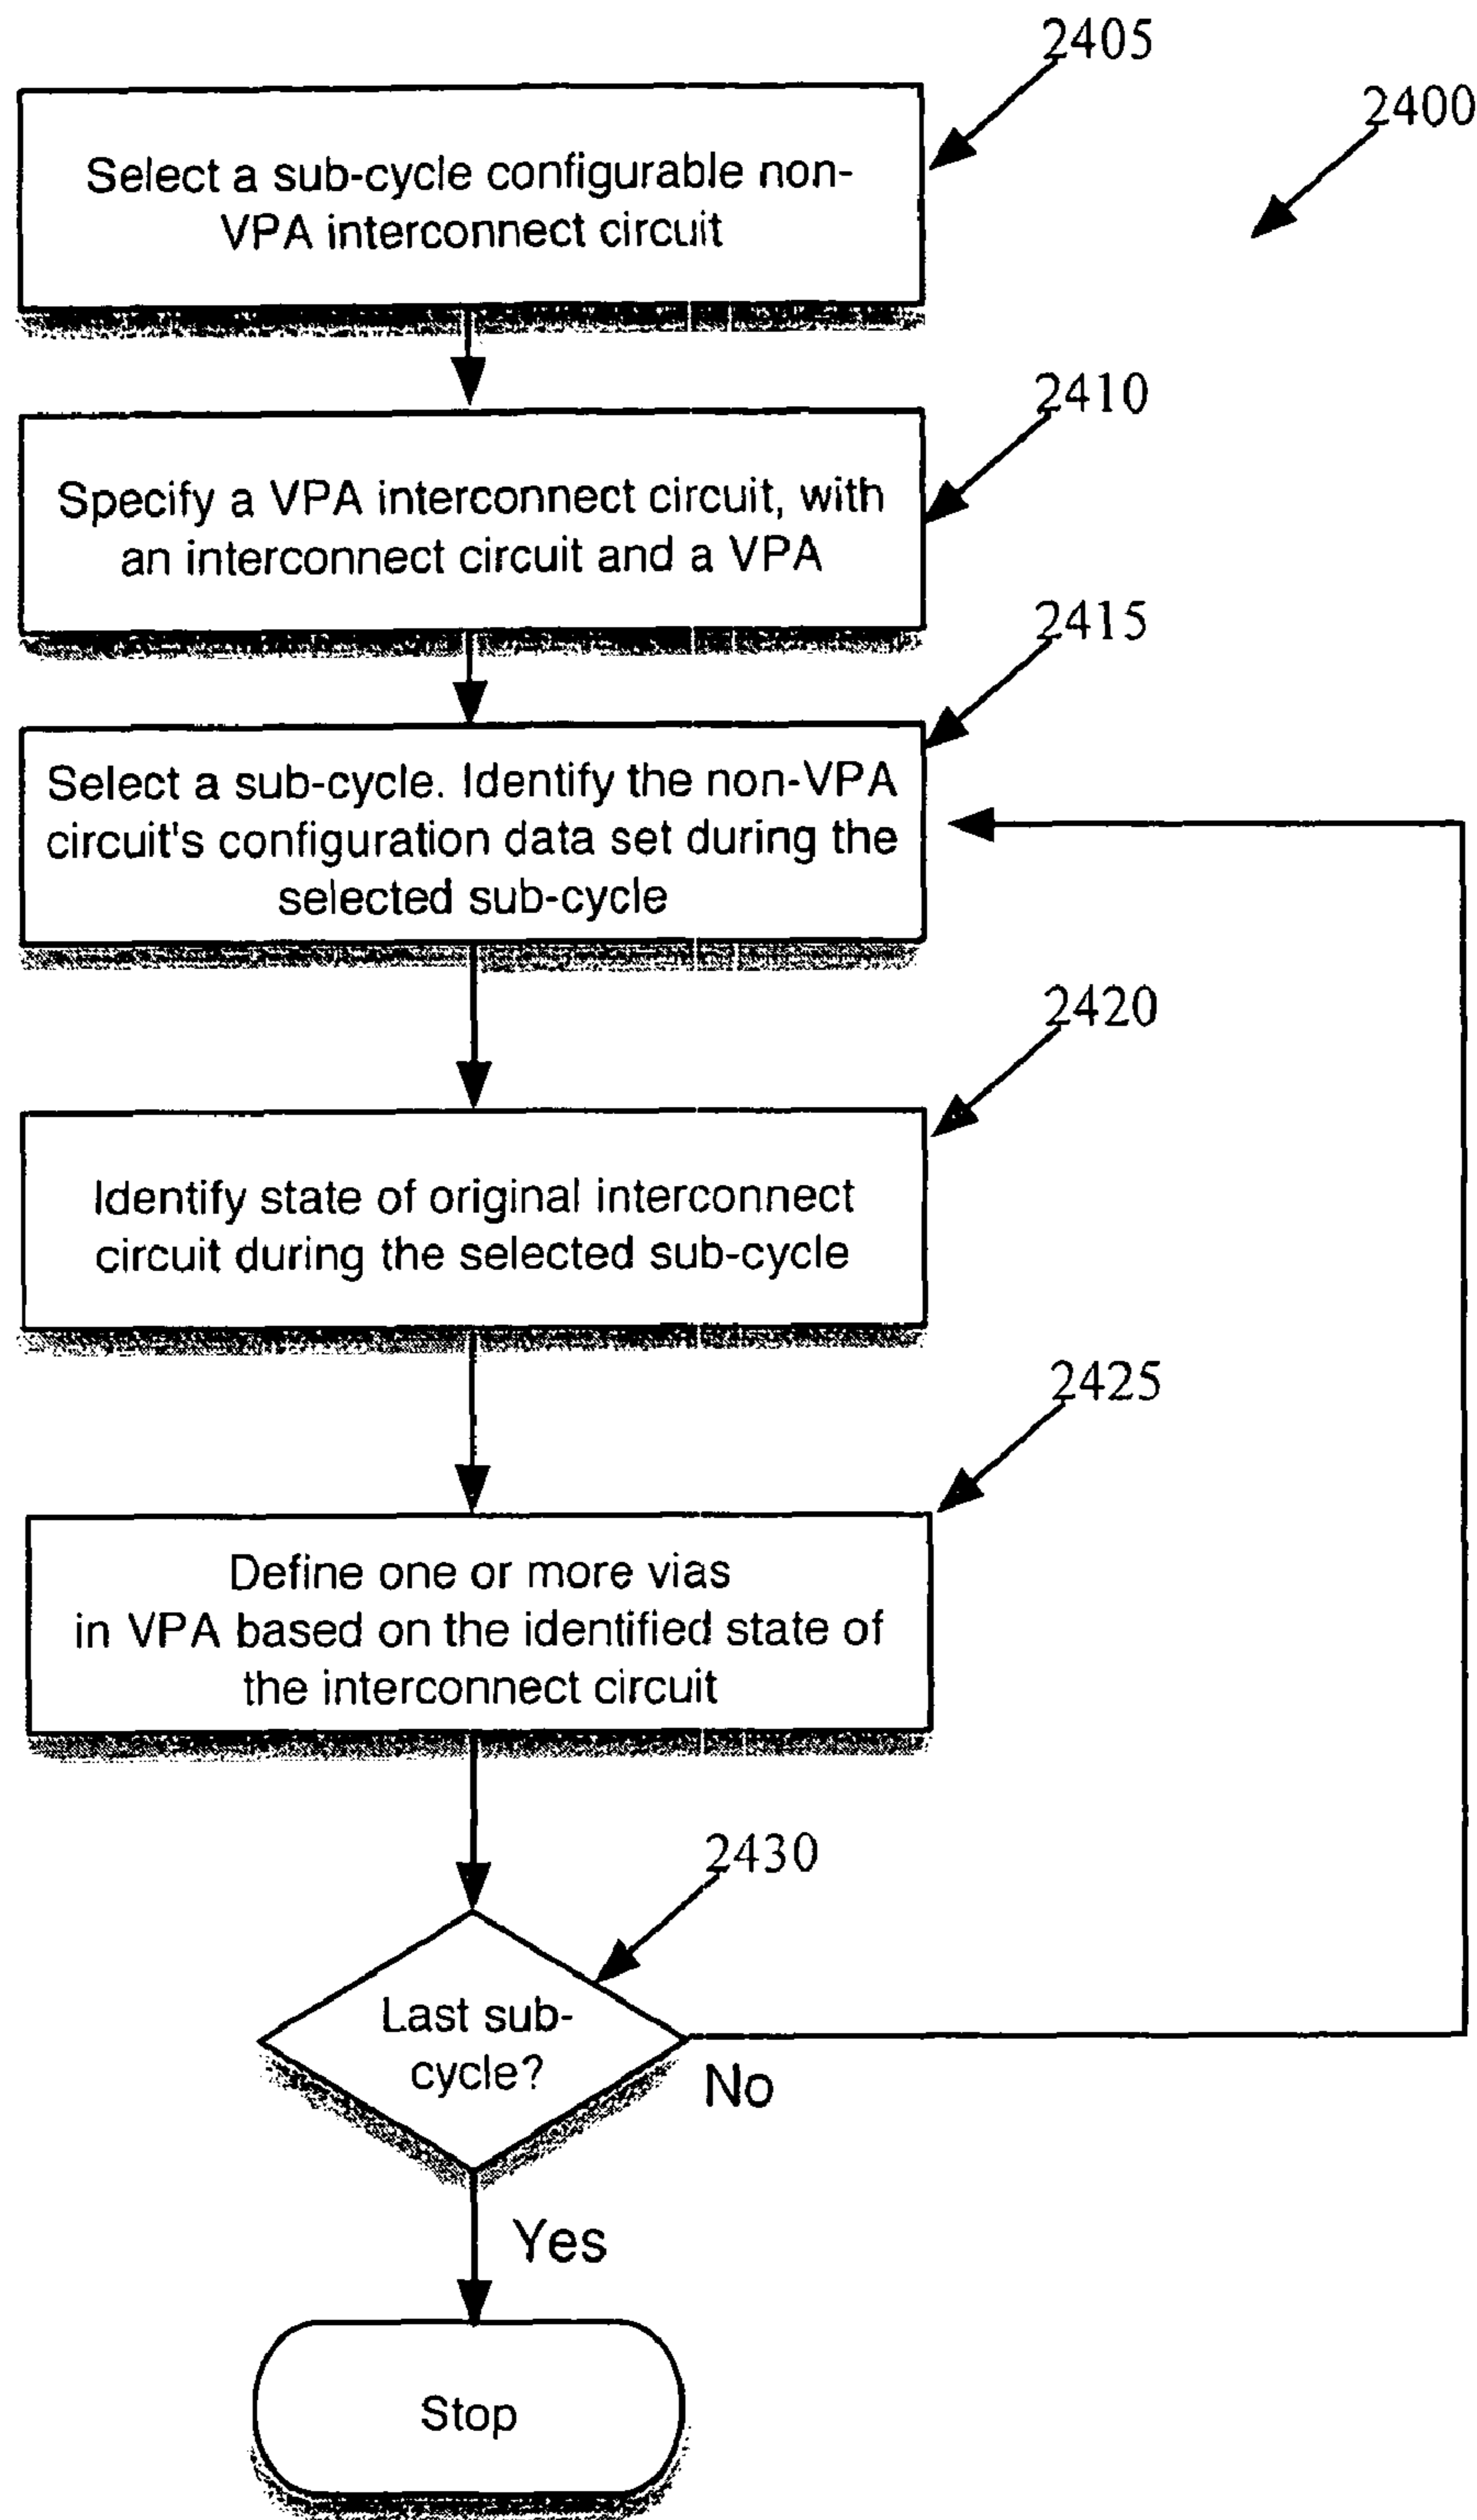 2405
2400
Select a sub-cycle configurable non-
VPA interconnect circuit
2410
Specify a VPA interconnect circuit, with
an interconnect circuit and a VPA
2415
Select a sub-cycle. Identify the non-VPA
circuit's configuration data set during the
selected sub-cycle
2420
Identify state of original interconnect
circuit during the selected sub-cycle
2425
Define one or more vias
in VPA based on the identified state of
the interconnect circuit
2430
Last sub-
cycle?
No
Yes
Stop